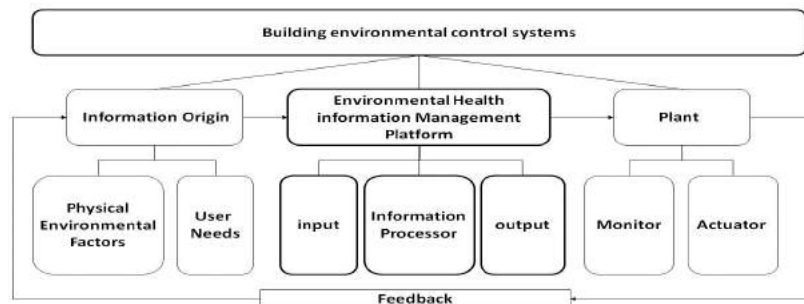 Building environmental control systems
Information Origin
Environmental Health
information Management
Platform
Plant
Physical
Environmental
Factors
User
Needs
input
Information
Processor
output
Monitor
Actuator
Feedback